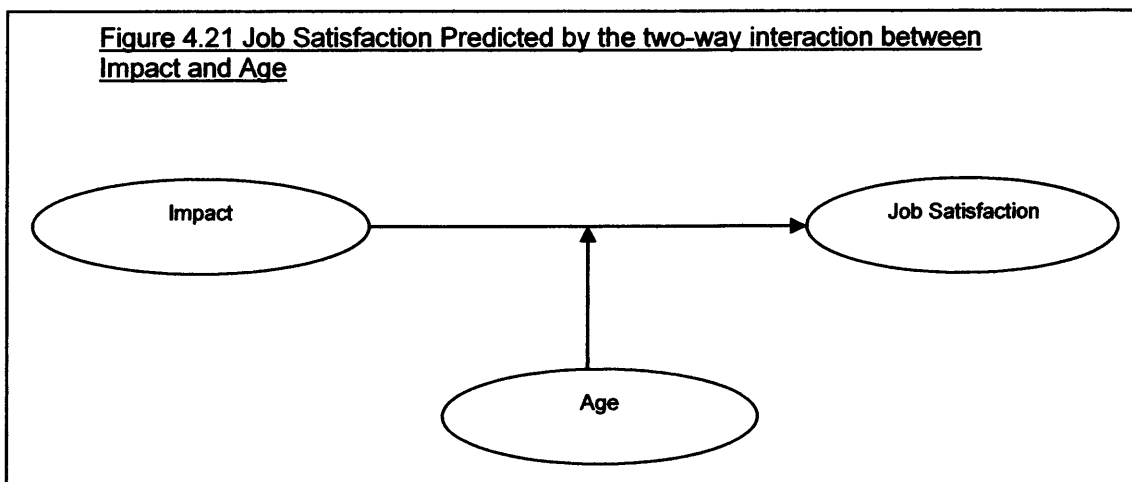 Figure 4.21 Job Satisfaction Predicted by the two-way interaction between
Impact and Age
Impact
Job Satisfaction
Age